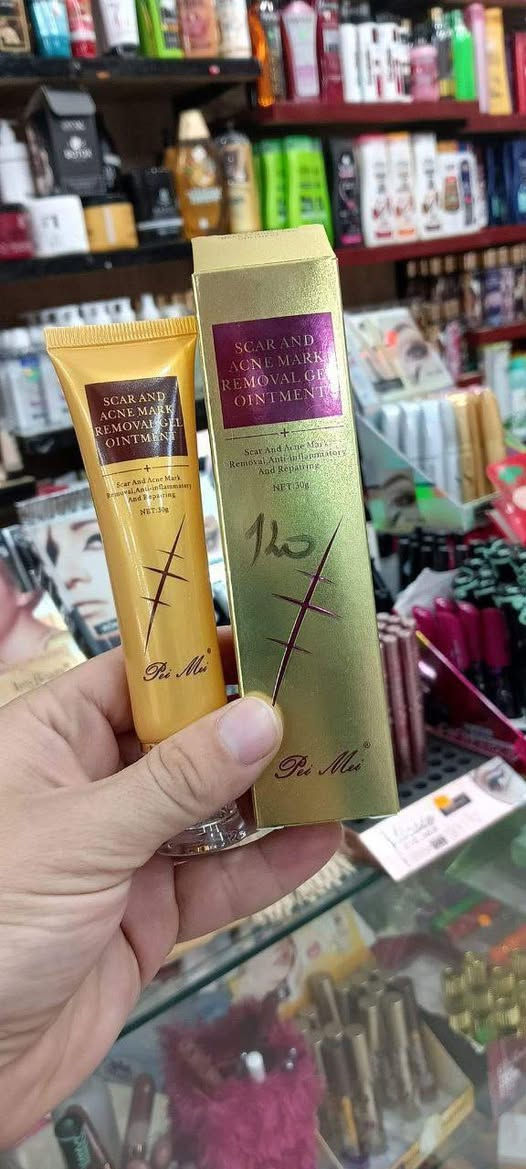 SCAR AND
ACNE MARK
REMOVAL GEL
OINTMENT
Scar And Acne Mark
Removal, Anti-inflammatory
And Repairing
NET:30g
Pei Mei®
SCAR AND
ACNE MARK
REMOVAL GEL
OINTMENT
Scar And Acne Mark
Removai, Anti-inflammatory
And Repairing
NET 30g
Pei Mei®